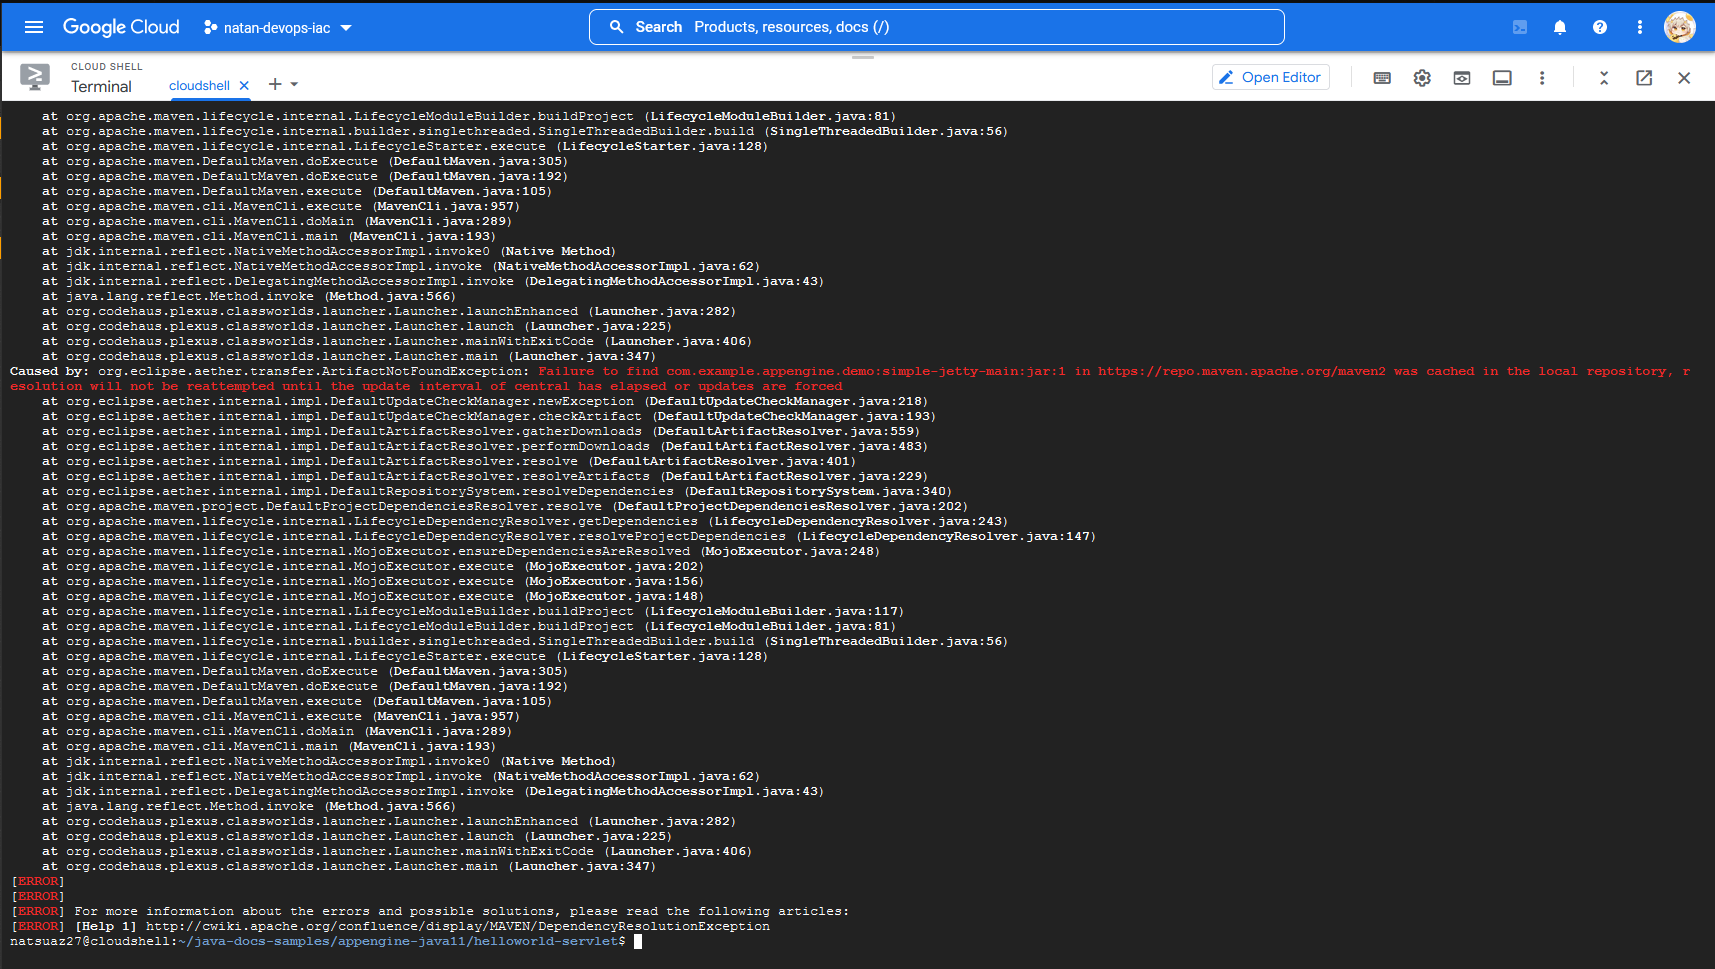 Google Cloud
natan-devops-iac
Search Products, resources, docs (/)
CLOUD SHELL
Terminal
cloudshell
Open Editor
at org.apache.maven.lifecycle.internal.LifecycleModuleBuilder.buildProject (LifecycleModuleBuilder.java:81)
at org.apache.maven.lifecycle.internal.builder.singlethreaded.SingleThreadedBuilder.build (SingleThreadedBuilder.java:56)
at org.apache.maven.lifecycle.internal.LifecycleStarter.execute (LifecycleStarter.java:128)
at org.apache.maven.DefaultMaven.doExecute (DefaultMaven.java:305)
at org.apache.maven.DefaultMaven.doExecute (DefaultMaven.java:192)
at org.apache.maven.DefaultMaven.execute (DefaultMaven.java:105)
at org.apache.maven.cli.MavenCli.execute (MavenCli.java:957)
at org.apache.maven.cli.MavenCli.doMain (MavenCli.java:289)
at org.apache.maven.cli.MavenCli.main (MavenCli.java:193)
at jdk.internal.reflect.NativeMethodAccessorImpl.invoke0 (Native Method)
at jdk.internal.reflect.NativeMethodAccessorImpl.invoke (NativeMethodAccessorImpl.java:62)
at jdk.internal.reflect.DelegatingMethodAccessorImpl.invoke (DelegatingMethodAccessorImpl.java:43)
at java.lang.reflect.Method.invoke (Method.java:566)
at org.codehaus.plexus.classworlds.launcher.Launcher.launchEnhanced (Launcher.java:282)
at org.codehaus.plexus.classworlds.launcher.Launcher.launch (Launcher.java:225)
at org.codehaus.plexus.classworlds.launcher.Launcher.mainWithExitCode (Launcher.java:406)
at org.codehaus.plexus.classworlds.launcher.Launcher.main (Launcher.java:347)
Caused by: org.eclipse.aether.transfer.ArtifactNotFoundException: Failure to find com.example.appengine.demo:simple-jetty-main:jar:1 in https://repo.maven.apache.org/maven2 was cached in the local repository, r
esolution will not be reattempted until the update interval of central has elapsed or updates are forced
at org.eclipse.aether.internal.impl.DefaultUpdateCheckManager.newException (DefaultUpdateCheckManager.java:218)
at org.eclipse.aether.internal.impl.DefaultUpdateCheckManager.checkArtifact (DefaultUpdateCheckManager.java:193)
at org.eclipse.aether.internal.impl.DefaultArtifactResolver.gatherDownloads (DefaultArtifactResolver.java:559)
at org.eclipse.aether.internal.impl.DefaultArtifactResolver.performDownloads (DefaultArtifactResolver.java:483)
at org.eclipse.aether.internal.impl.DefaultArtifactResolver.resolve (DefaultArtifactResolver.java:401)
at org.eclipse.aether.internal.impl.DefaultArtifactResolver.resolveArtifacts (DefaultArtifactResolver.java:229)
at org.eclipse.aether.internal.impl.DefaultRepositorySystem.resolveDependencies (DefaultRepositorySystem.java:340)
at org.apache.maven.project.DefaultProjectDependenciesResolver.resolve (DefaultProjectDependenciesResolver.java:202)
at org.apache.maven.lifecycle.internal.LifecycleDependencyResolver.getDependencies (LifecycleDependencyResolver.java:243)
at org.apache.maven.lifecycle.internal.LifecycleDependencyResolver.resolveProjectDependencies (LifecycleDependencyResolver.java:147)
at org.apache.maven.lifecycle.internal.MojoExecutor.ensureDependenciesAreResolved (MojoExecutor.java:248)
at org.apache.maven.lifecycle.internal.MojoExecutor.execute (MojoExecutor.java:202)
at org.apache.maven.lifecycle.internal.MojoExecutor.execute (MojoExecutor.java:156)
at org.apache.maven.lifecycle.internal.MojoExecutor.execute (MojoExecutor.java:148)
at org.apache.maven.lifecycle.internal.LifecycleModuleBuilder.buildProject (LifecycleModuleBuilder.java:117)
at org.apache.maven.lifecycle.internal.LifecycleModuleBuilder.buildProject (LifecycleModuleBuilder.java:81)
at org.apache.maven.lifecycle.internal.builder.singlethreaded.SingleThreadedBuilder.build (SingleThreadedBuilder.java:56)
at org.apache.maven.lifecycle.internal.LifecycleStarter.execute (LifecycleStarter.java:128)
at org.apache.maven.DefaultMaven.doExecute (DefaultMaven.java:305)
at org.apache.maven.DefaultMaven.doExecute (DefaultMaven.java:192)
at org.apache.maven.DefaultMaven.execute (DefaultMaven.java:105)
at org.apache.maven.cli.MavenCli.execute (MavenCli.java:957)
at org.apache.maven.cli.MavenCli.doMain (MavenCli.java:289)
at org.apache.maven.cli.MavenCli.main (MavenCli.java:193)
at jdk.internal.reflect.NativeMethodAccessorImpl.invoke0 (Native Method)
at jdk.internal.reflect.NativeMethodAccessorImpl.invoke (NativeMethodAccessorImpl.java:62)
at jdk.internal.reflect.DelegatingMethodAccessorImpl.invoke (DelegatingMethodAccessorImpl.java:43)
at java.lang.reflect.Method.invoke (Method.java:566)
at org.codehaus.plexus.classworlds.launcher.Launcher.launchEnhanced (Launcher.java:282)
at org.codehaus.plexus.classworlds.launcher.Launcher.launch (Launcher.java:225)
at org.codehaus.plexus.classworlds.launcher.Launcher.mainWithExitCode (Launcher.java:406)
at org.codehaus.plexus.classworlds.launcher.Launcher.main (Launcher.java:347)
[ERROR]
[ERROR]
[ERROR] For more information about the errors and possible solutions, please read the following articles:
[ERROR] [Help 1] http://cwiki.apache.org/confluence/display/MAVEN/DependencyResolutionException
natsuaz27@cloudshell:~/java-docs-samples/appengine-java11/helloworld-servlet$